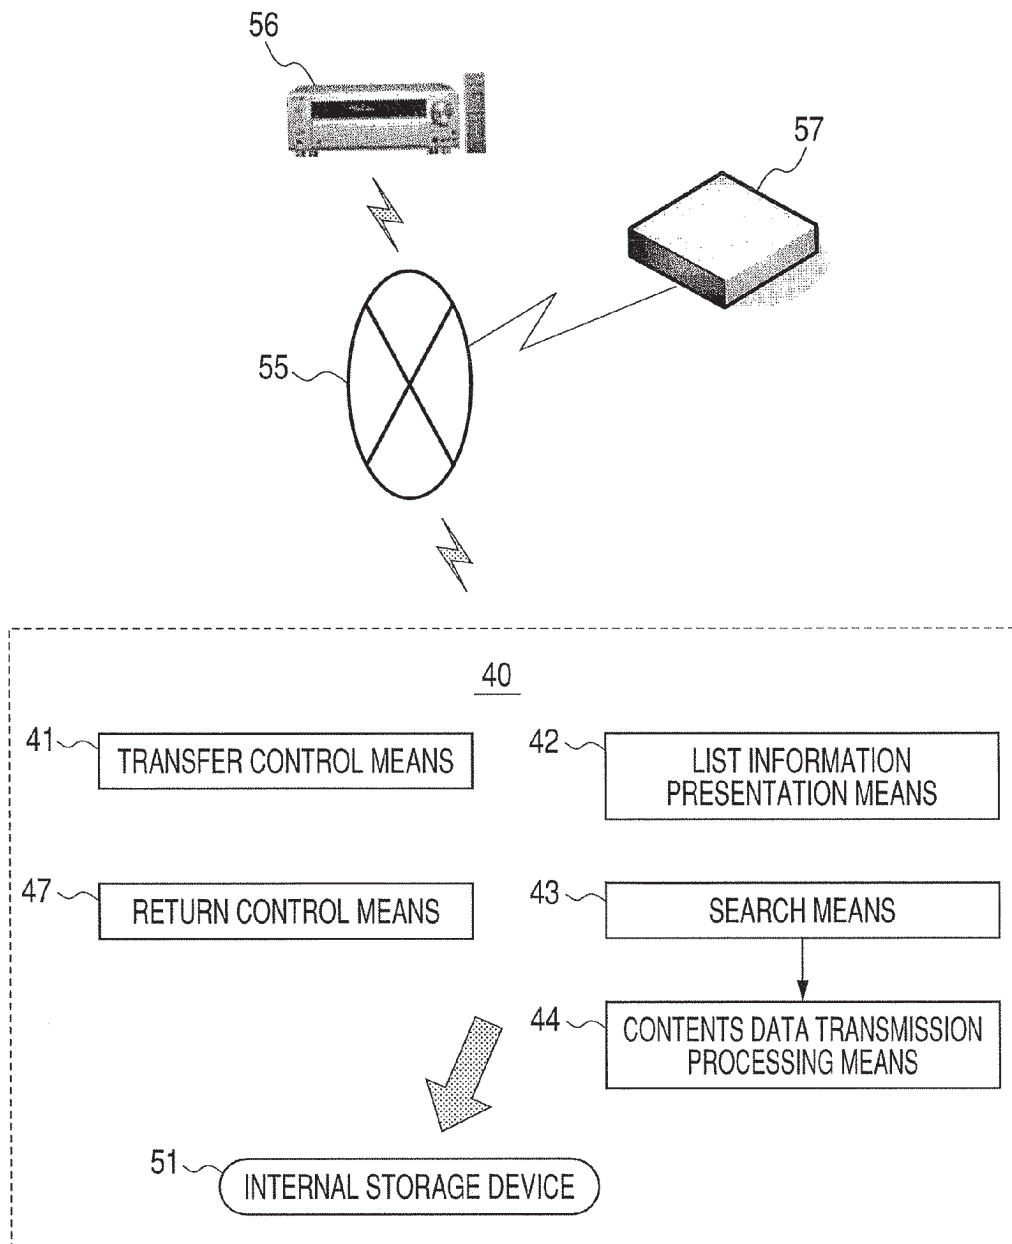 56
57
55
40
41
TRANSFER CONTROL MEANS
42
LIST INFORMATION
PRESENTATION MEANS
47
RETURN CONTROL MEANS
43
SEARCH MEANS
44
CONTENTS DATA TRANSMISSION
PROCESSING MEANS
51
INTERNAL STORAGE DEVICE